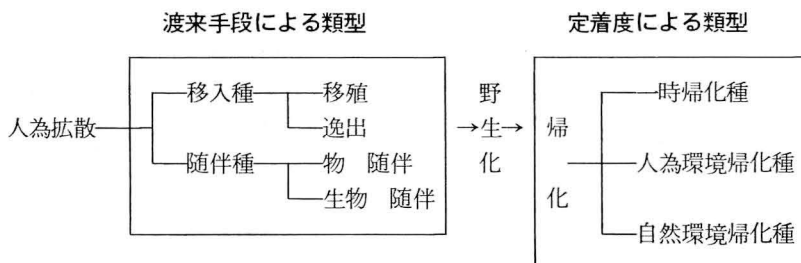 渡来手段による類型
定着度による類型
人為拡散
移入種
移殖
逸出
随伴種
物 随伴
生物 随伴
→野生化→
帰化
一時帰化種
人為環境帰化種
自然環境帰化種